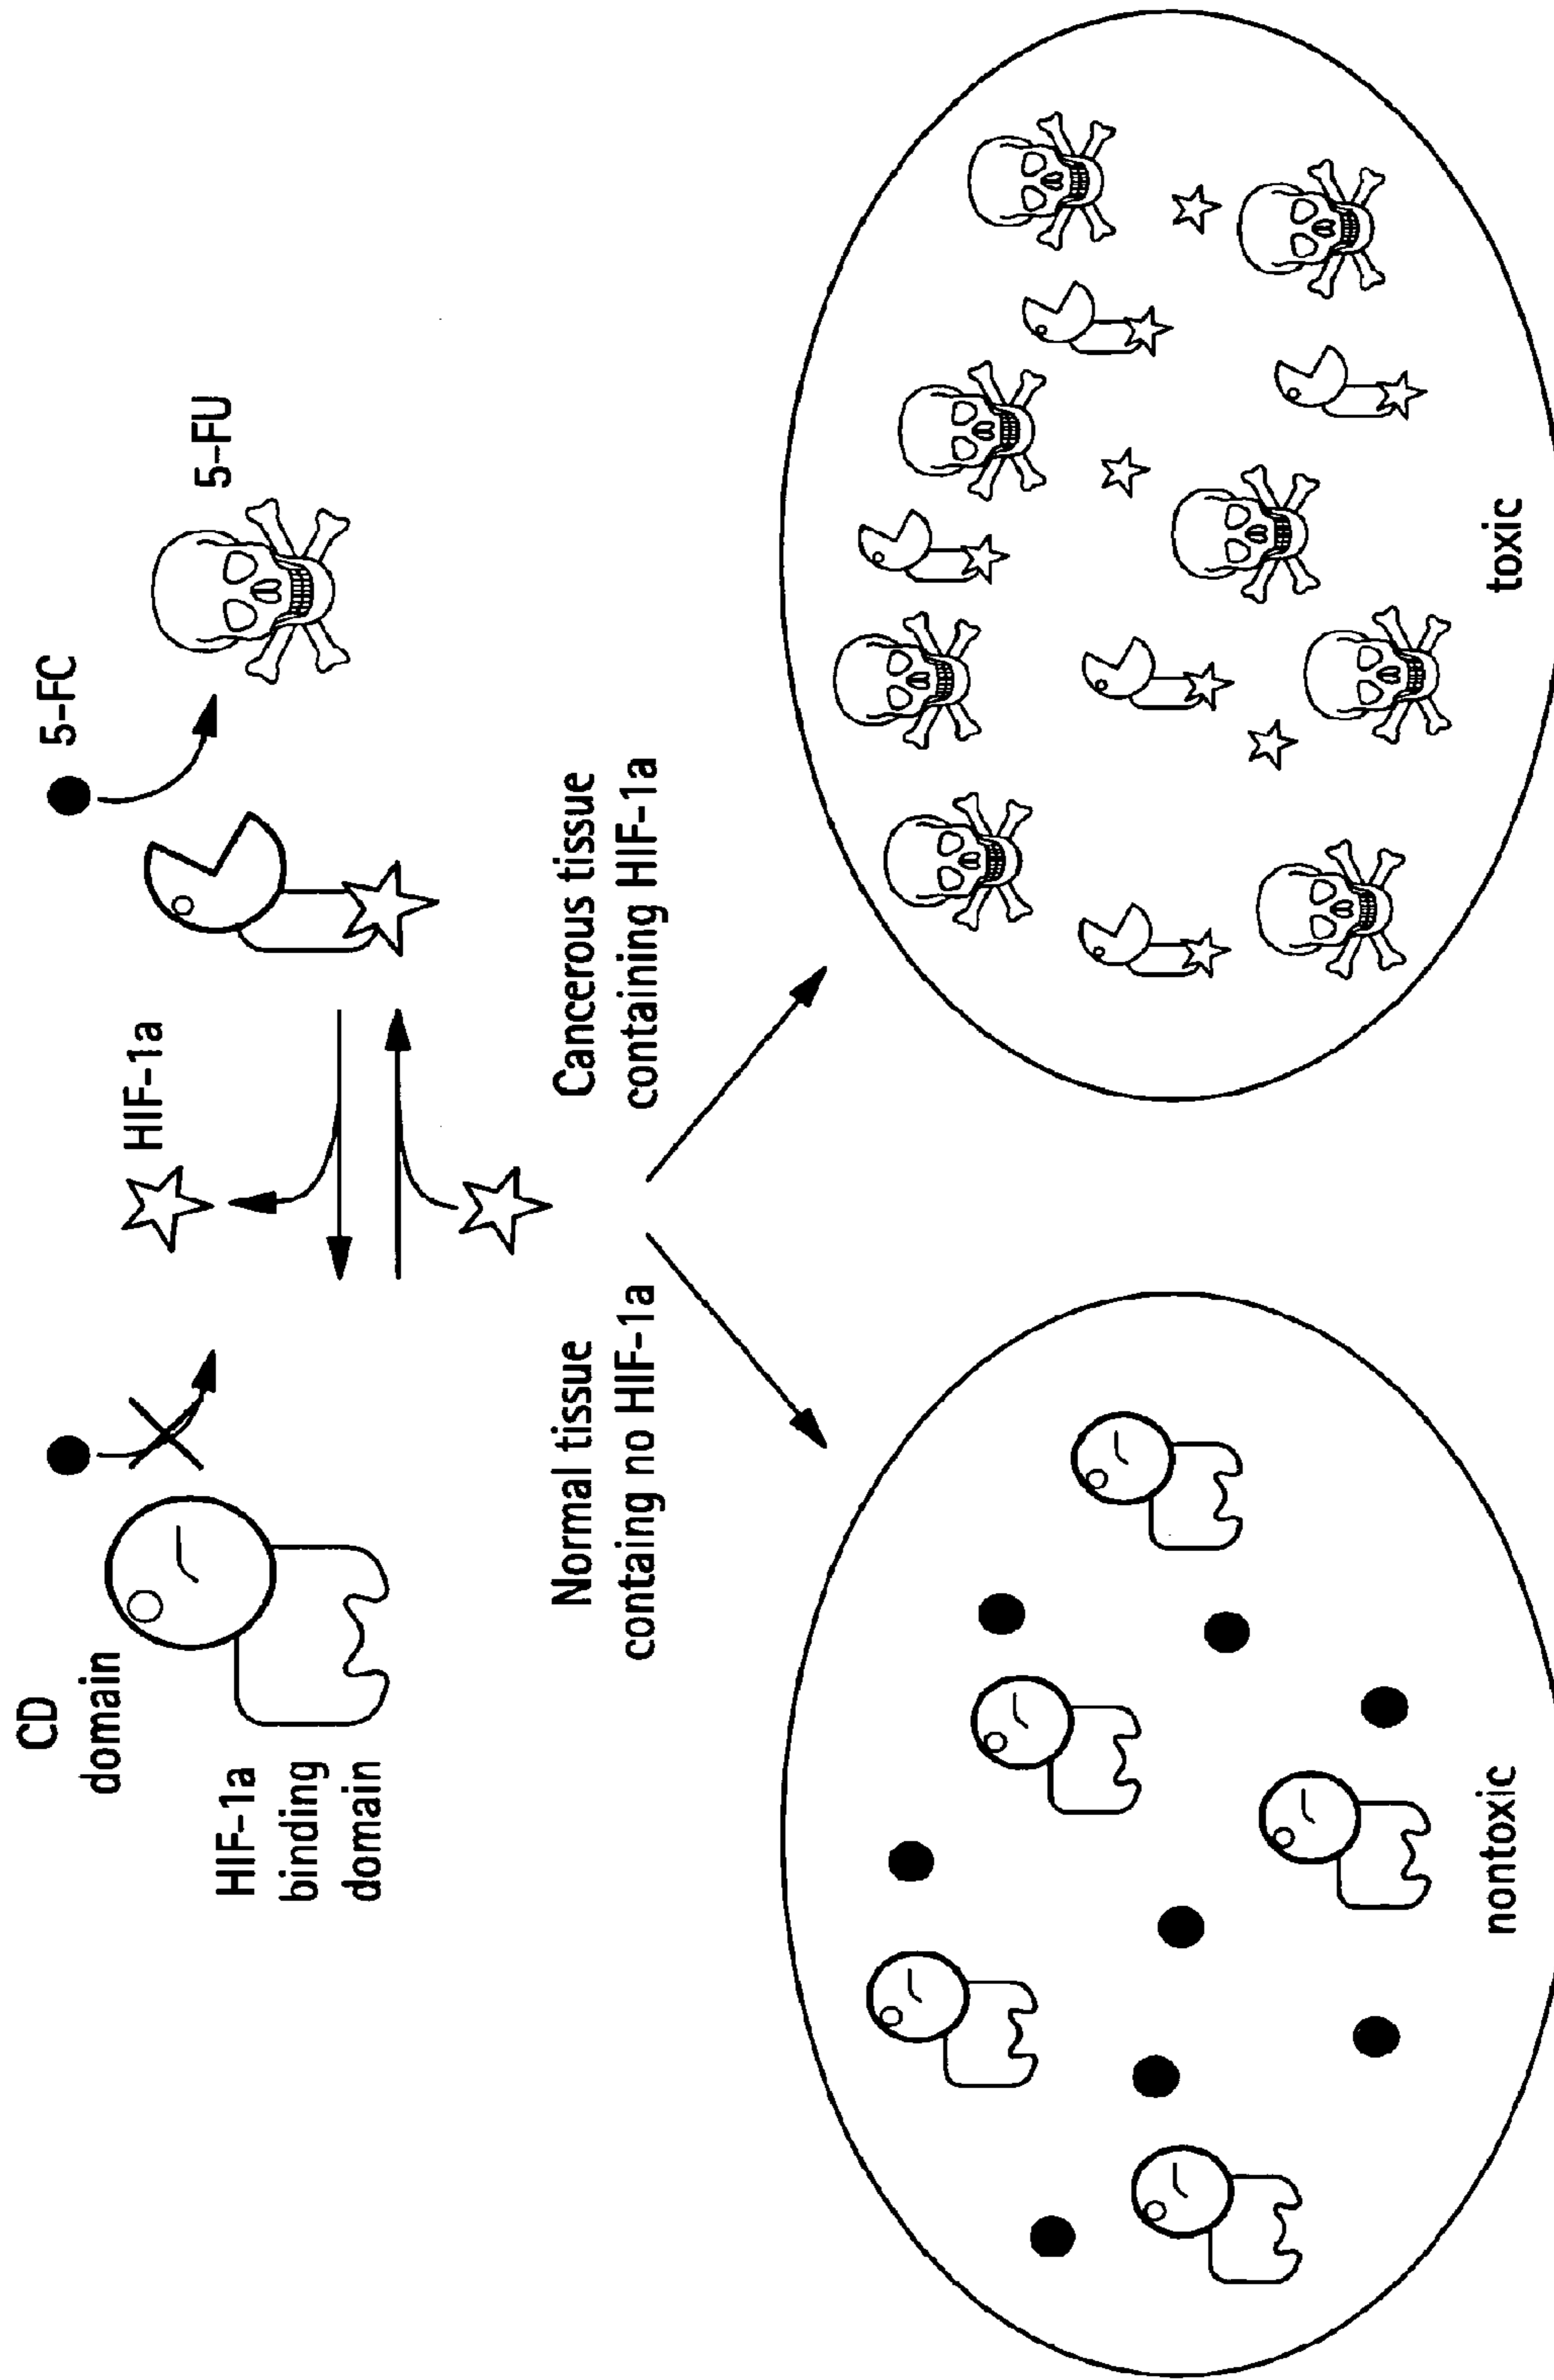 CD
domain
HIF-1a
binding
domain
HIF-1a
5-FC
5-FU
Normal tissue
containg no HIF-1a
Cancerous tissue
containing HIF-1a
nontoxic
toxic